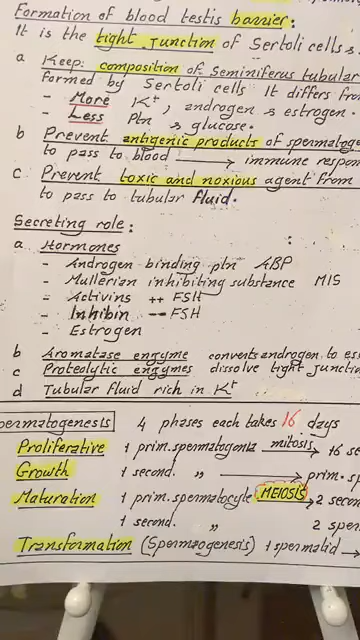 Formation of blood testis barrier:
It is the tight junction of Sertoli cells &
a Keep: composition of Seminiferus tubular
formed by Sertoli cells It differs from
- More K+, androgen & estrogen.
- Less Ptn & glucose.
b Prevent antigenic products of spermatog
to pass to blood → immune respon
c. Prevent toxic and noxious agent from
to pass to tubular fluid.
Secreting role:
a. Hormones
- Androgen binding ptn ABP
- Mullerian inhibiting substance MIS
- Activins ++ FSH
- Inhibin -- FSH
- Estrogen
b Aromatase enzyme converts androgen to es
c Proteolytic enzymes dissolve tight junctio
d Tubular fluid rich in K+
permatogenesis 4 phases each takes 16 days
Proliferative 1 prim.spermatogonia mitosis → 16 se
Growth 1 second. " → prim. sp
Maturation 1 prim.spermatocyte MEIOSIS → 2 secon
1 second. " 2 sper
Transformation (Spermaogenesis) 1 spermatid →